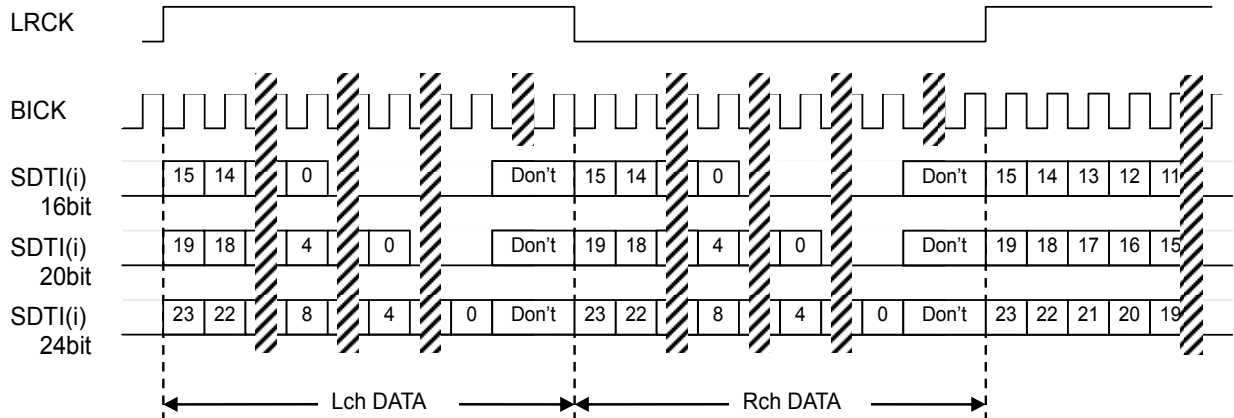 LRCK
BICK
SDTI(i) 15 14 0 Don't 15 14 0 Don't 15 14 13 12 11
16bit
SDTI(i) 19 18 4 0 Don't 19 18 4 0 Don't 19 18 17 16 15
20bit
SDTI(i) 23 22 8 4 0 Don't 23 22 8 4 0 Don't 23 22 21 20 19
24bit
Lch DATA Rch DATA